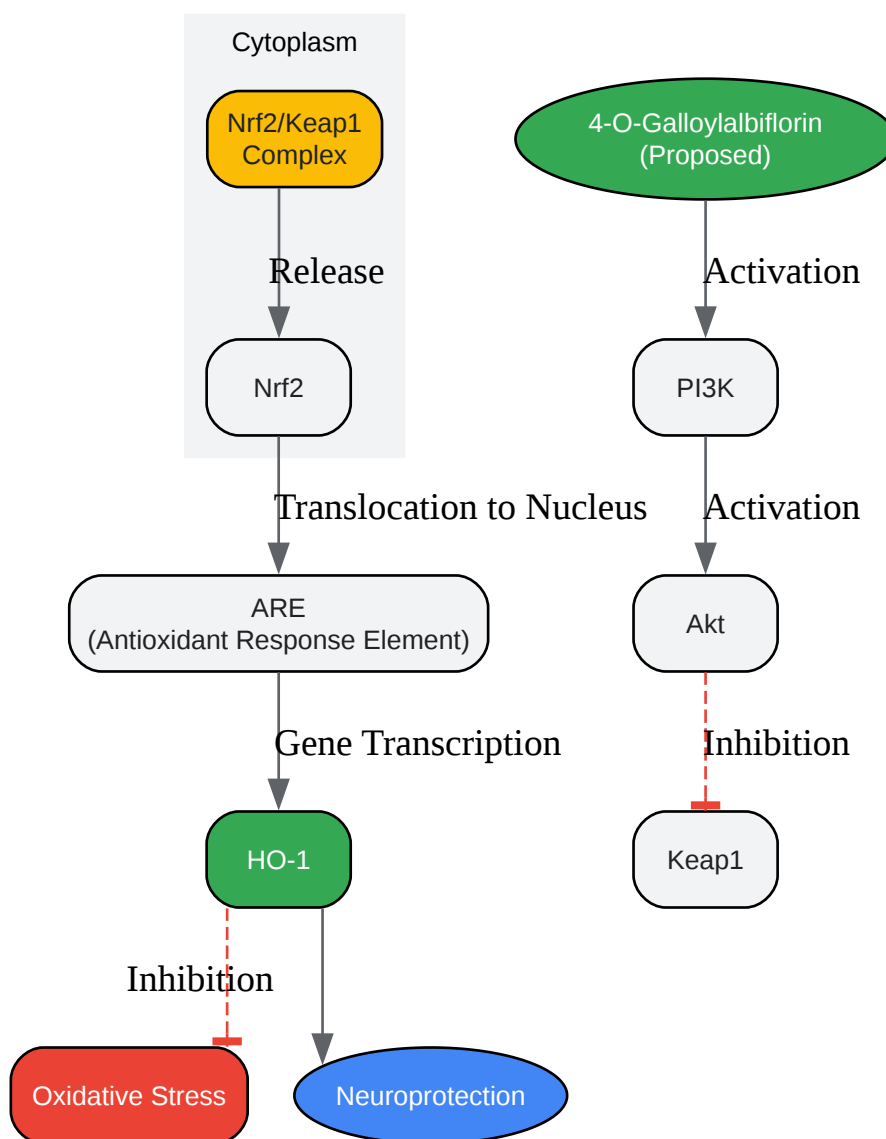 Cytoplasm
Nrf2/Keap1
Complex
4-O-Galloylalbiflorin
(Proposed)
Release
Activation
Nrf2
PI3K
Translocation to Nucleus
Activation
ARE
(Antioxidant Response Element)
Akt
Gene Transcription
Inhibition
HO-1
Keap1
Inhibition
Oxidative Stress
Neuroprotection